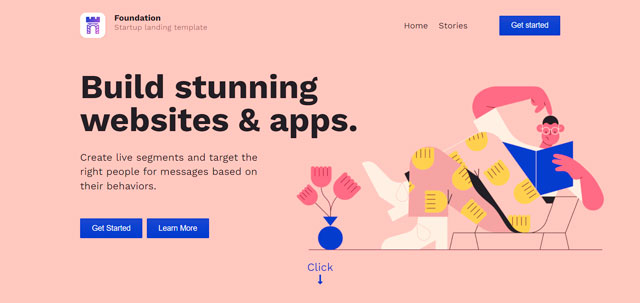 Foundation
Startup landing template
Home Stories Get started
Build stunning
websites & apps.
Create live segments and target the
right people for messages based on
their behaviors.
Get Started Learn More
Click